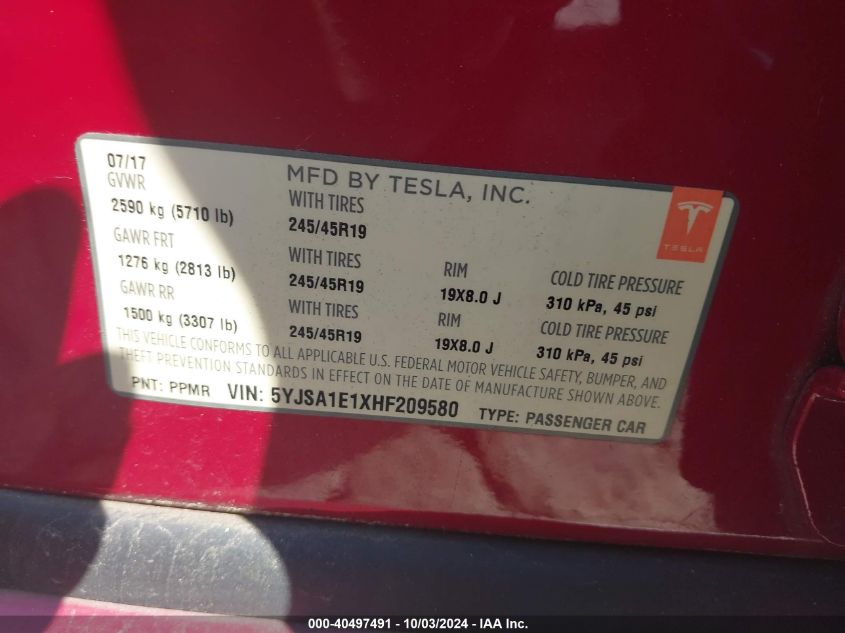 07/17 MFD BY TESLA, INC.
GVWR WITH TIRES
2590 kg (5710 lb) 245/45R19
TESLA
GAWR FRT WITH TIRES RIM COLD TIRE PRESSURE
1276 kg (2813 lb) 245/45R19 19X8.0 J 310 kPa, 45 psi
GAWR RR WITH TIRES RIM COLD TIRE PRESSURE
1500 kg (3307 lb) 245/45R19 19X8.0 J 310 kPa, 45 psi
THIS VEHICLE CONFORMS TO ALL APPLICABLE U.S. FEDERAL MOTOR VEHICLE SAFETY, BUMPER, AND
THEFT PREVENTION STANDARDS IN EFFECT ON THE DATE OF MANUFACTURE SHOWN ABOVE.
PNT: PPMR VIN: 5YJSA1E1XHF209580 TYPE: PASSENGER CAR
000-40497491 - 10/03/2024 - IAA Inc.